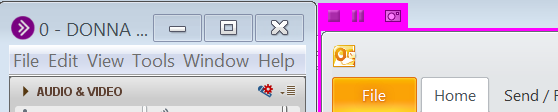 0 - DONNA ...
File Edit View Tools Window Help
AUDIO & VIDEO
File Home Send /